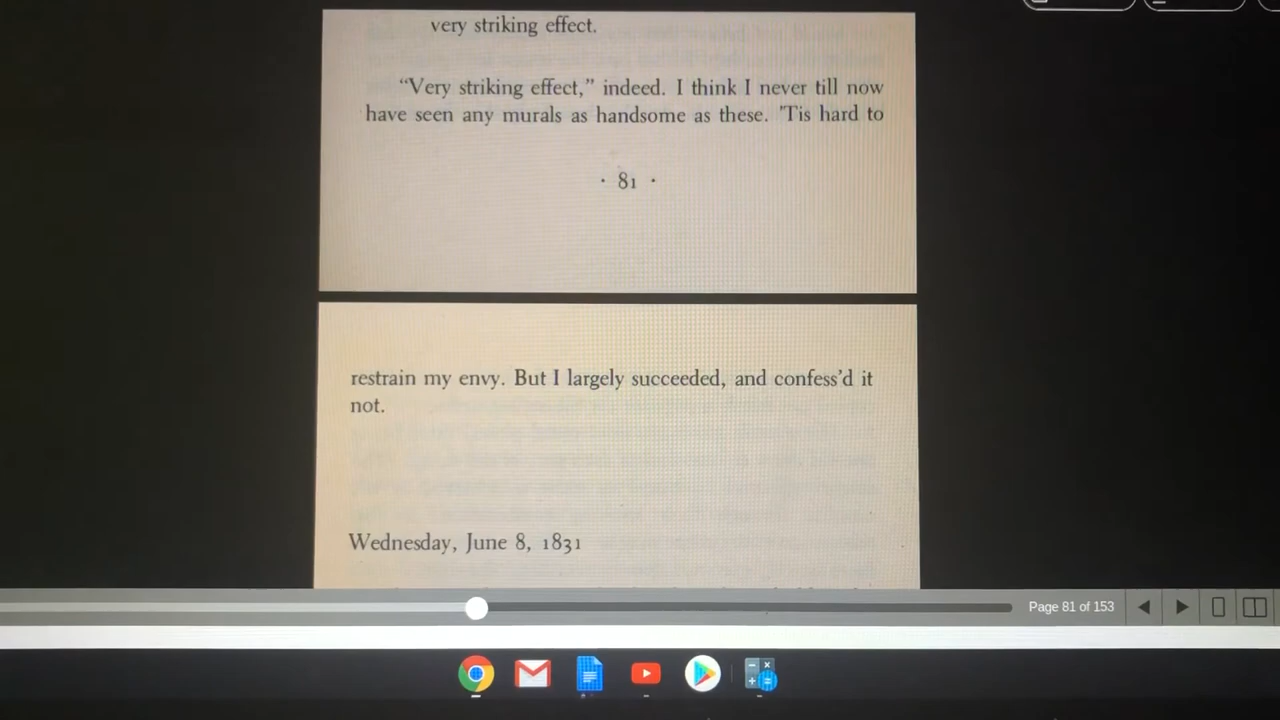 very striking effect.
“Very striking effect,” indeed. I think I never till now
have seen any murals as handsome as these. 'Tis hard to
· 81 ·
restrain my envy. But I largely succeeded, and confess’d it
not.
Wednesday, June 8, 1831
Page 81 of 153